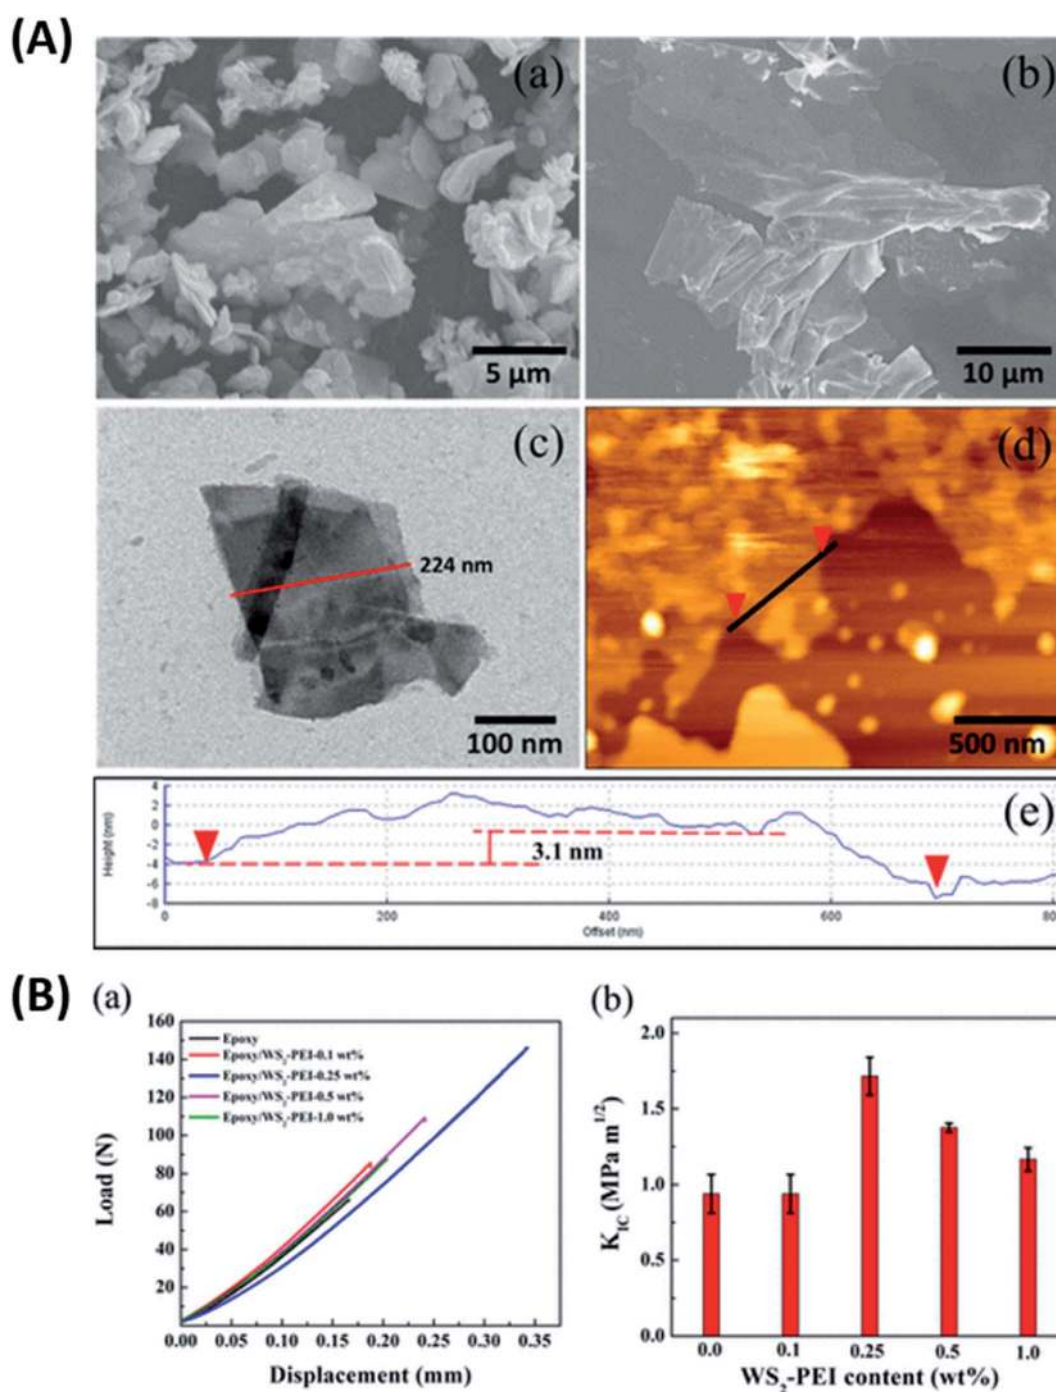 (A)
(a)
(b)
5 µm
10 µm
(c)
(d)
224 nm
100 nm
500 nm
(e)
Height (nm)
4
2
0
-2
-4
-6
-8
3.1 nm
0
200
400
600
80
Offset (nm)
(B)
(a)
(b)
160
140
120
100
80
60
40
20
Load (N)
Epoxy
Epoxy/WS₂-PEI-0.1 wt%
Epoxy/WS₂-PEI-0.25 wt%
Epoxy/WS₂-PEI-0.5 wt%
Epoxy/WS₂-PEI-1.0 wt%
0.00 0.05 0.10 0.15 0.20 0.25 0.30 0.35
Displacement (mm)
K_IC (MPa m^1/2)
2.0
1.5
1.0
0.5
0.0
0.0 0.1 0.25 0.5 1.0
WS₂-PEI content (wt%)